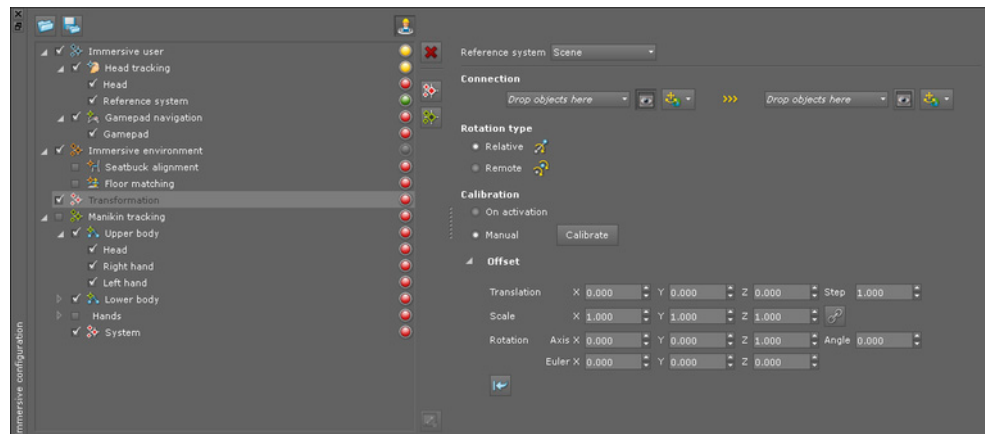 Immersive user
Head tracking
Head
Reference system
Gamepad navigation
Gamepad
Immersive environment
Seatbuck alignment
Floor matching
Transformation
Manikin tracking
Upper body
Head
Right hand
Left hand
Lower body
Hands
System
mmersive configuration
Reference system Scene
Connection
Drop objects here >>> Drop objects here
Rotation type
Relative
Remote
Calibration
On activation
Manual Calibrate
Offset
Translation X 0.000 Y 0.000 Z 0.000 Step 1.000
Scale X 1.000 Y 1.000 Z 1.000
Rotation Axis X 0.000 Y 0.000 Z 1.000 Angle 0.000
Euler X 0.000 Y 0.000 Z 0.000